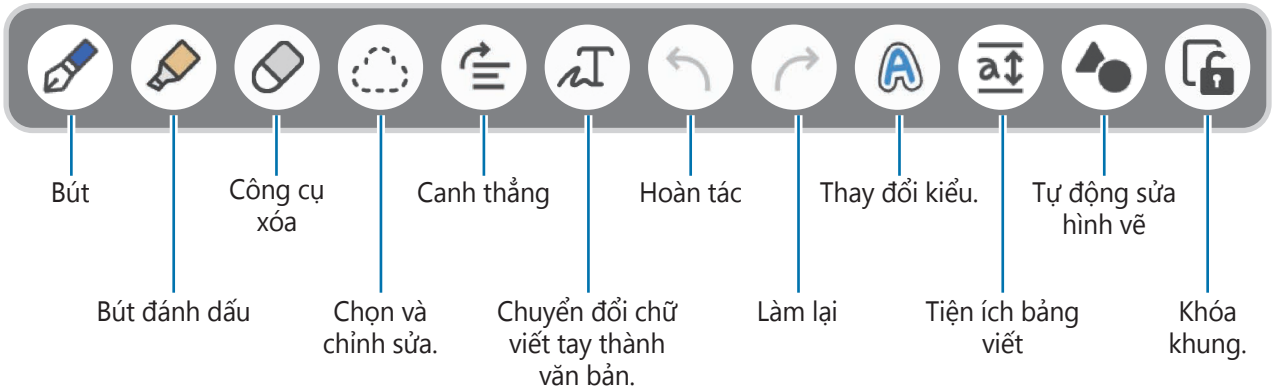 Bút
Công cụ
xóa
Canh thẳng
Hoàn tác
Thay đổi kiểu.
Tự động sửa
hình vẽ
Bút đánh dấu
Chọn và
chỉnh sửa.
Chuyển đổi chữ
viết tay thành
văn bản.
Làm lại
Tiện ích bảng
viết
Khóa
khung.